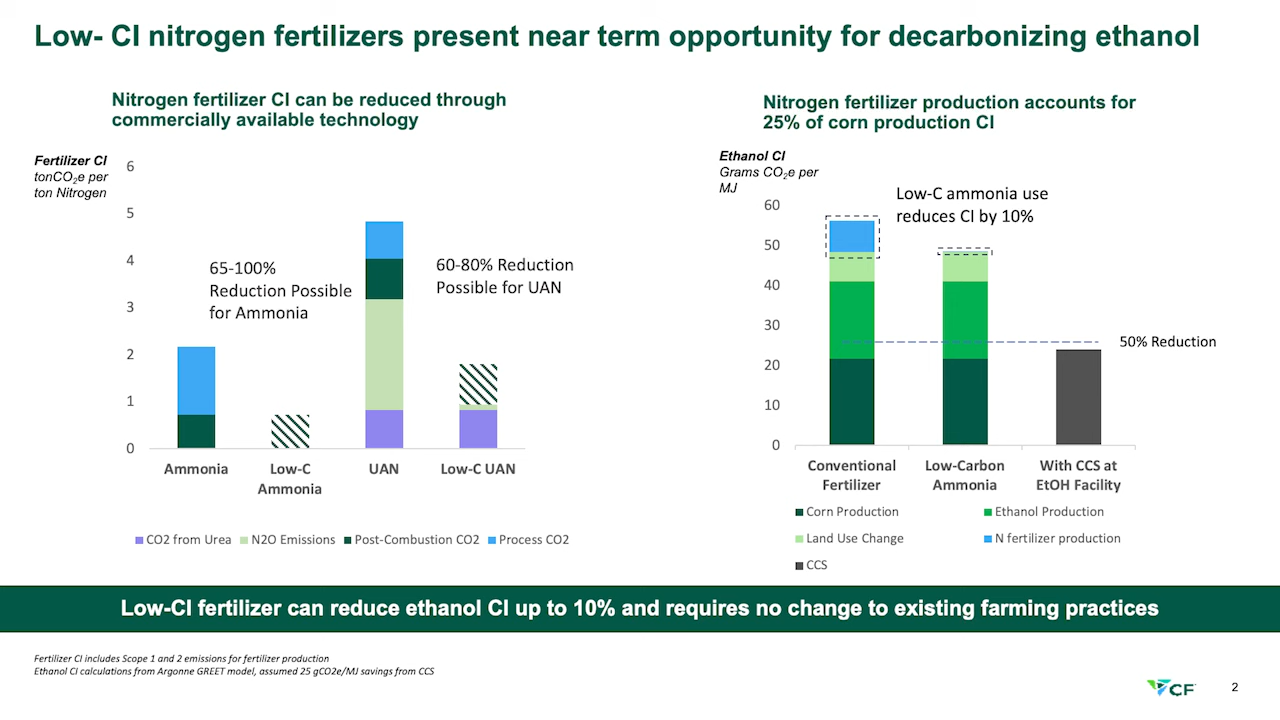 Low- CI nitrogen fertilizers present near term opportunity for decarbonizing ethanol
Nitrogen fertilizer CI can be reduced through
commercially available technology
Fertilizer CI
tonCO₂e per
ton Nitrogen
6
5
4
3
2
1
0
65-100%
Reduction Possible
for Ammonia
60-80% Reduction
Possible for UAN
Ammonia
Low-C
Ammonia
UAN
Low-C UAN
CO2 from Urea
N2O Emissions
Post-Combustion CO2
Process CO2
Nitrogen fertilizer production accounts for
25% of corn production CI
Ethanol CI
Grams CO₂e per
MJ
60
50
40
30
20
10
0
Low-C ammonia use
reduces CI by 10%
50% Reduction
Conventional
Fertilizer
Low-Carbon
Ammonia
With CCS at
EtOH Facility
Corn Production
Ethanol Production
Land Use Change
N fertilizer production
CCS
Low-CI fertilizer can reduce ethanol CI up to 10% and requires no change to existing farming practices
Fertilizer CI includes Scope 1 and 2 emissions for fertilizer production
Ethanol CI calculations from Argonne GREET model, assumed 25 gCO2e/MJ savings from CCS
CF
2